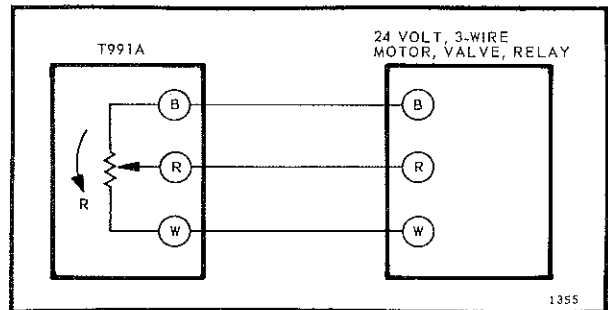 T991A
24 VOLT, 3-WIRE
MOTOR, VALVE, RELAY
B
B
R
R
R
W
W
1355